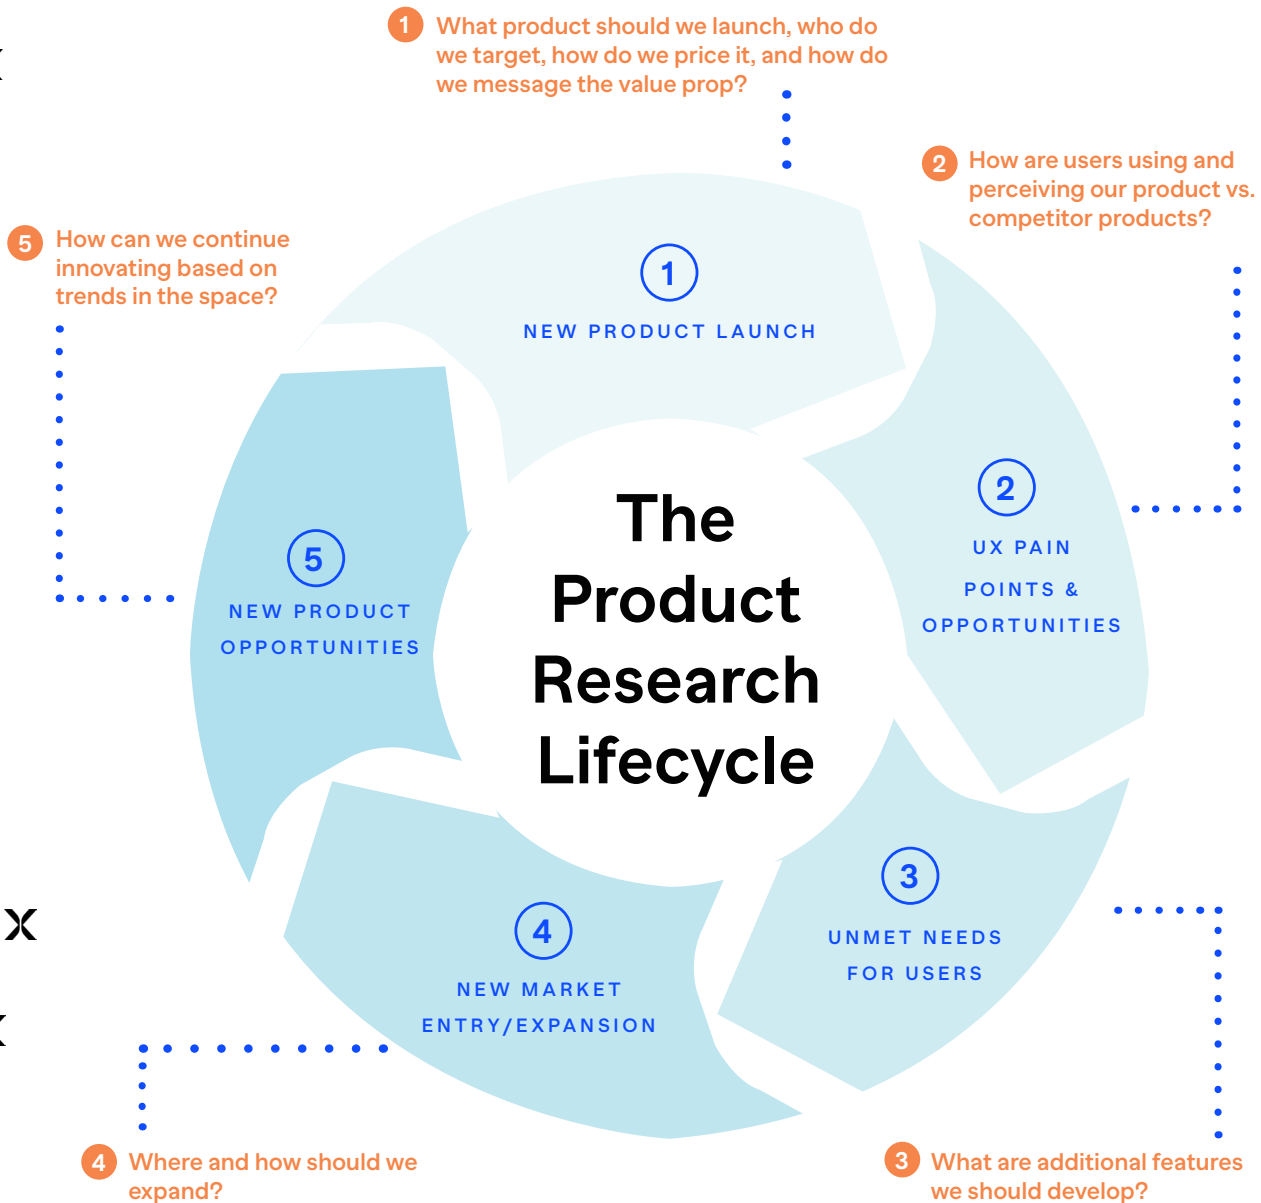 1 What product should we launch, who do
we target, how do we price it, and how do
we message the value prop?
2 How are users using and
perceiving our product vs.
competitor products?
5 How can we continue
innovating based on
trends in the space?
1
NEW PRODUCT LAUNCH
2
UX PAIN
POINTS &
OPPORTUNITIES
5
NEW PRODUCT
OPPORTUNITIES
The
Product
Research
Lifecycle
3
UNMET NEEDS
FOR USERS
4
NEW MARKET
ENTRY/EXPANSION
4 Where and how should we
expand?
3 What are additional features
we should develop?